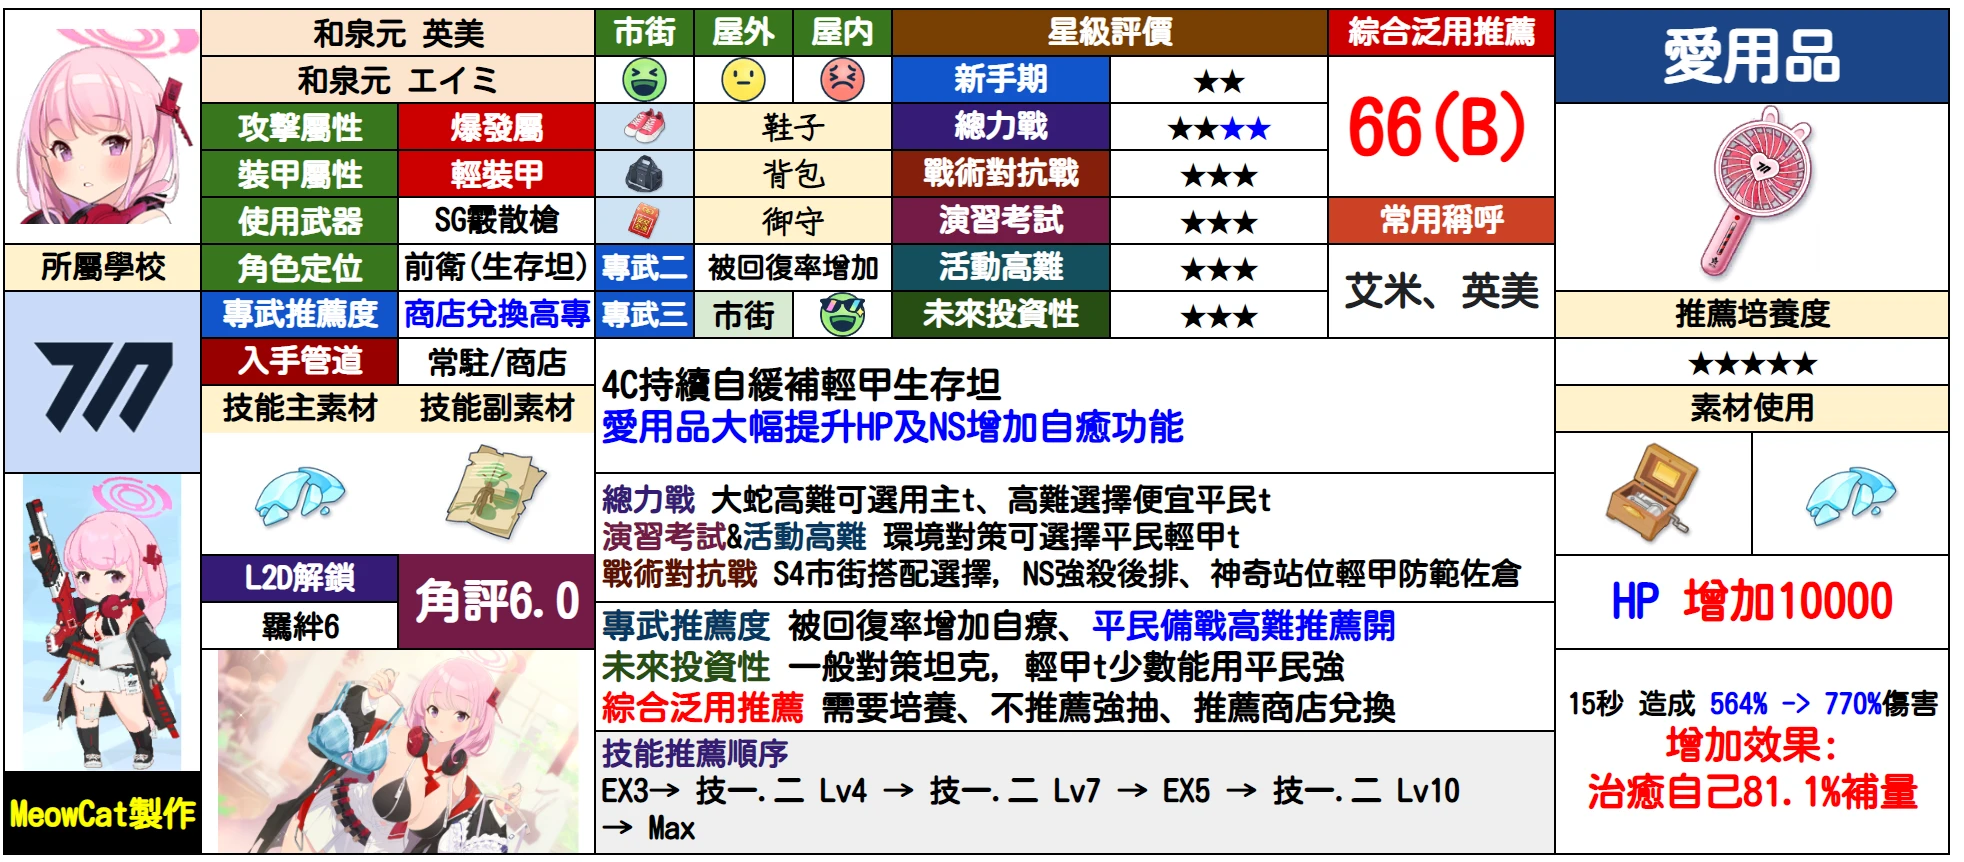 和泉元 英美
和泉元 エイミ
攻擊屬性 爆發屬
裝甲屬性 輕裝甲
使用武器 SG霰散槍
所屬學校
角色定位 前衛(生存坦)
專武推薦度 商店兌換高專
入手管道 常駐/商店
技能主素材 技能副素材
L2D解鎖
羈絆6
角評6.0
MeowCat製作
市街 屋外 屋内
鞋子
背包
御守
專武二 被回復率增加
專武三 市街
星級評價
新手期 ★★
總力戰 ★★★★
戰術對抗戰 ★★★
演習考試 ★★★
活動高難 ★★★
未來投資性 ★★★
綜合泛用推薦
66(B)
常用稱呼
艾米、英美
4C持續自緩補輕甲生存坦
愛用品大幅提升HP及NS增加自癒功能
總力戰 大蛇高難可選用主t、高難選擇便宜平民t
演習考試&活動高難 環境對策可選擇平民輕甲t
戰術對抗戰 S4市街搭配選擇, NS強殺後排、神奇站位輕甲防範佐倉
專武推薦度 被回復率增加自療、平民備戰高難推薦開
未來投資性 一般對策坦克, 輕甲t少數能用平民強
綜合泛用推薦 需要培養、不推薦強抽、推薦商店兌換
技能推薦順序
EX3→ 技一.二 Lv4 → 技一.二 Lv7 → EX5 → 技一.二 Lv10
→ Max
愛用品
推薦培養度
★★★★★
素材使用
HP 增加10000
15秒 造成 564% -> 770%傷害
增加效果:
治癒自己81.1%補量